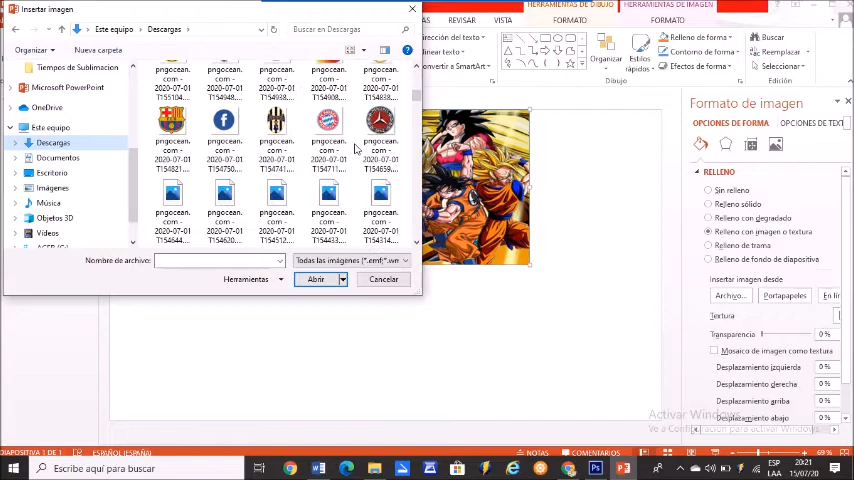 Insertar imagen
HERRAMIENTAS DE DIBUJO
HERRAMIENTAS DE IMAGEN
Este equipo
Descargas
Buscar en Descargas
REVISAR
VISTA
FORMATO
FORMATO
Organizar
Nueva carpeta
linear texto
convertir a SmartArt
Organizar
Estilos
rápidos
Dibujo
Relleno de forma
Contorno de forma
Efectos de forma
Buscar
Reemplazar
Seleccionar
Edición
Tiempos de Sublimacion
Microsoft PowerPoint
OneDrive
Este equipo
Descargas
Documentos
Escritorio
Imágenes
Música
Objetos 3D
Vídeos
pngocean. pngocean. pngocean. pngocean. pngocean.
com - com - com - com - com -
2020-07-01 2020-07-01 2020-07-01 2020-07-01 2020-07-01
T155104.... T154948.... T154939.... T154908.... T154838....
pngocean. pngocean. pngocean. pngocean. pngocean.
com - com - com - com - com -
2020-07-01 2020-07-01 2020-07-01 2020-07-01 2020-07-01
T154821.... T154750.... T154741.... T154711.... T154659....
pngocean. pngocean. pngocean. pngocean. pngocean.
com - com - com - com - com -
2020-07-01 2020-07-01 2020-07-01 2020-07-01 2020-07-01
T154644.... T154620.... T154512.... T154433.... T154314....
Nombre de archivo:
Todas las imágenes (*.emf;*.wm
Herramientas
Abrir
Cancelar
Formato de imagen
OPCIONES DE FORMA
OPCIONES DE TEXT
RELLENO
Sin relleno
Relleno sólido
Relleno con degradado
Relleno con imagen o textura
Relleno de trama
Relleno de fondo de diapositiva
Insertar imagen desde
Archivo...
Portapapeles
En lín
Textura
Transparencia
0 %
Mosaico de imagen como textura
Desplazamiento izquierda
0 %
Desplazamiento derecha
0 %
Desplazamiento arriba
0 %
Desplazamiento abajo
0 %
Activar Windows
Ve a Configuración para activar Windows.
DIAPOSITIVA 1 DE 1
ESPAÑOL (ESPAÑA)
NOTAS
COMENTARIOS
69 %
Escribe aquí para buscar
ESP
LAA
20:21
15/07/20